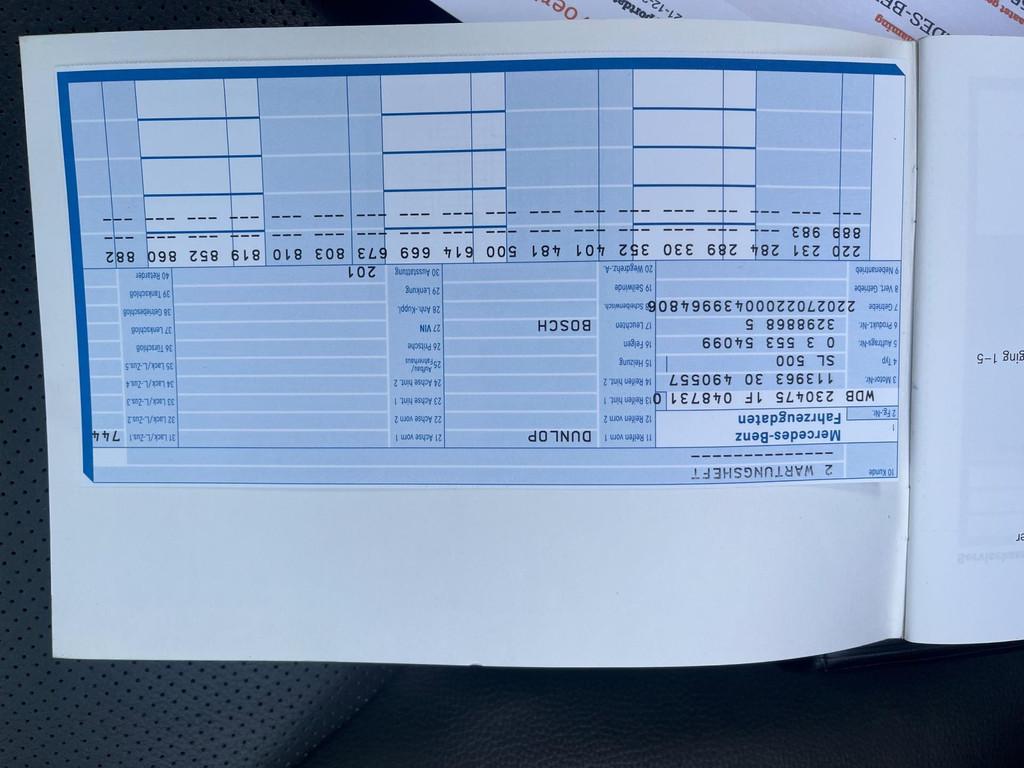 10 Kunde
2 WARTUNGSHEFT
1
Mercedes-Benz
Fahrzeugdaten
2 Fg-Nr.
WDB 230475 1F 048731 0
3 Motor-Nr.
113963 30 490557
4 Typ
SL 500
5 Auftrags-Nr.
0 3 553 54099
6 Produkt-Nr.
3298868 5
7 Getriebe
22027022000439964806
8 Vert. Getriebe
9 Nebenantrieb
11 Reifen vorn 1
DUNLOP
12 Reifen vorn 2
13 Reifen hint. 1
14 Reifen hint. 2
15 Heizung
16 Felgen
17 Leuchten
BOSCH
18 Scheibenwisch.
19 Seilwinde
20 Wegdrehz.-A.
21 Achse vorn 1
22 Achse vorn 2
23 Achse hint. 1
24 Achse hint. 2
25 Aufbau/
Fahrerhaus
26 Pritsche
27 VIN
28 Anh.-Kuppl.
29 Lenkung
30 Ausstattung
201
31 Lack/L.-Zus.1
744
32 Lack/L.-Zus.2
33 Lack/L.-Zus.3
34 Lack/L.-Zus.4
35 Lack/L.-Zus.5
36 Türschloß
37 Lenkschloß
38 Getriebeschloß
39 Tankschloß
40 Retarder
220 231 284 289 330 352 401 481 500 614 669 673 803 810 819 852 860 882
--- --- --- --- --- --- --- --- --- --- --- --- --- --- --- --- --- ---
889 983
--- --- --- --- --- --- --- --- --- --- --- --- --- --- --- --- --- ---
er
ging 1–5